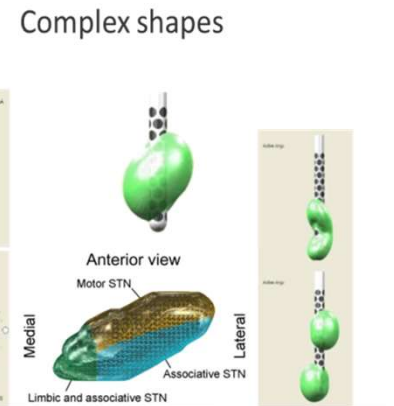 Complex shapes
Anterior view
Motor STN
Medial
Lateral
Associative STN
Limbic and associative STN